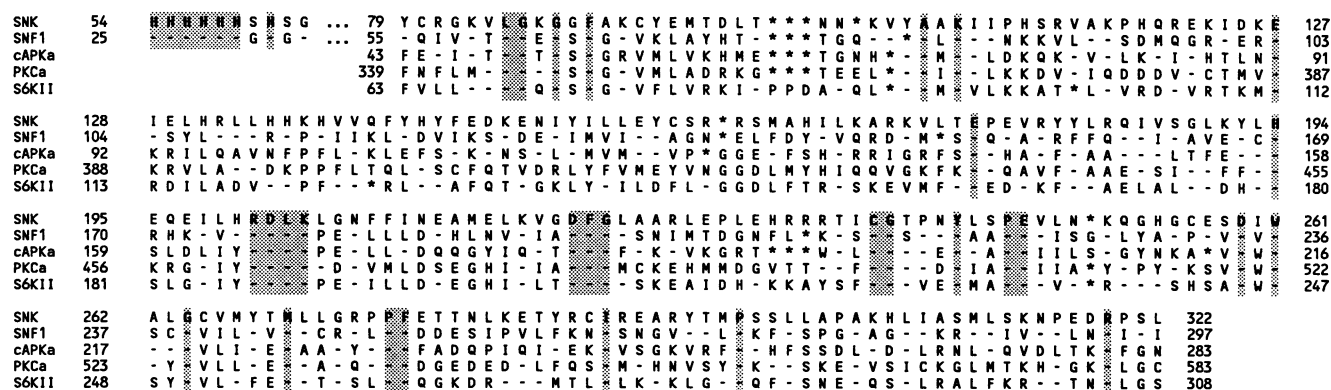 SNK 54 H H H H H H S H S G ... 79 Y C R G K V L G K G G F A K C Y E M T D L T * * * N N * K V Y A A K I I P H S R V A K P H Q R E K I D K E 127
SNF1 25 - - - - - - G - G - ... 55 - Q I V - T - - E - S - G - V K L A Y H T - * * * T G Q - - * - L - - - N K K V L - - S D M Q G R - E R - 103
cAPKa 43 F E - I - T - - T - S - G R V M L V K H M E * * * T G N H * - - M - - L D K Q K - V - L K - I - H T L N - 91
PKCa 339 F N F L M - - - - - S - G - V M L A D R K G * * * T E E L * - - I - - L K K D V - I Q D D D V - C T M V - 387
S6KII 63 F V L L - - - - Q - S - G - V F L V R K I - P P D A - Q L * - - M - - V L K K A T * L - V R D - V R T K M - 112
SNK 128 I E L H R L L H H K H V V Q F Y H Y F E D K E N I Y I L L E Y C S R * R S M A H I L K A R K V L T E P E V R Y Y L R Q I V S G L K Y L H 194
SNF1 104 - S Y L - - - R - P - I I K L - D V I K S - D E - I M V I - - A G N * E L F D Y - V Q R D - M * S - Q - A - R F F Q - - I - A V E - C - 169
cAPKa 92 K R I L Q A V N F P F L - K L E F S - K - N S - L - M V M - - V P * G G E - F S H - R R I G R F S - - H A - F - A A - - - L T F E - - - 158
PKCa 388 K R V L A - D K P P F L T Q L - S C F Q T V D R L Y F V M E Y V N G G D L M Y H I Q Q V G K F K - - Q A V F - A A E - S I - - F F - 455
S6KII 113 R D I L A D V - - P F - - * R L - - A F Q T - G K L Y - I L D F L - G G D L F T R - S K E V M F - - E D - K F - - A E L A L - - D H - 180
SNK 195 E Q E I L H R D L K L G N F F I N E A M E L K V G D F G L A A R L E P L E H R R R T I C G T P N Y L S P E V L N * K Q G H G C E S D I W 261
SNF1 170 R H K - V - - - - - - P E - L L L D - H L N V - I A - - - - S N I M T D G N F L * K - S - - S - - - A A - - - I S G - L Y A - P - V - V 236
cAPKa 159 S L D L I Y - - - - - P E - L L - D Q Q G Y I Q - T - - - F - K - V K G R T * * * W - L - - - - E - - A - - I I L S - G Y N K A * V - W - 216
PKCa 456 K R G - I Y - - - - - - D - V M L D S E G H I - I A - - - - M C K E H M M D G V T T - - F - - - D - I A - - I I A * Y - P Y - K S V - W - 522
S6KII 181 S L G - I Y - - - - - P E - L L D - E G H I - L T - - - - S K E A I D H - K K A Y S F - - - V E - M A - - - V - * R - - - S H S A - W - 247
SNK 262 A L G C V M Y T M L L G R P P F E T T N L K E T Y R C I R E A R Y T M P S S L L A P A K H L I A S M L S K N P E D R P S L 322
SNF1 237 S C - V I L - V - - C R - L - - D D E S I P V L F K N - S N G V - - L - K F - S P G - A G - - K R - - I V - - L N - I - I 297
cAPKa 217 - - - V L I - E - A A - Y - - F A D Q P I Q I - E K - V S G K V R F - H F S S D L - D - L R N L - Q V D L T K - F G N 283
PKCa 523 - Y - V L L - E - - A - Q - - D G E D E D - L F Q S - M - H N V S Y - K S - - - K E - V S I C K G L M T K H - G K - L G C 583
S6KII 248 S Y - V L - F E - - T - S L - - Q G K D R - - - M T L - L K - K L G - - Q F - S N E - Q S - L R A L F K R - - T N - L G S 308